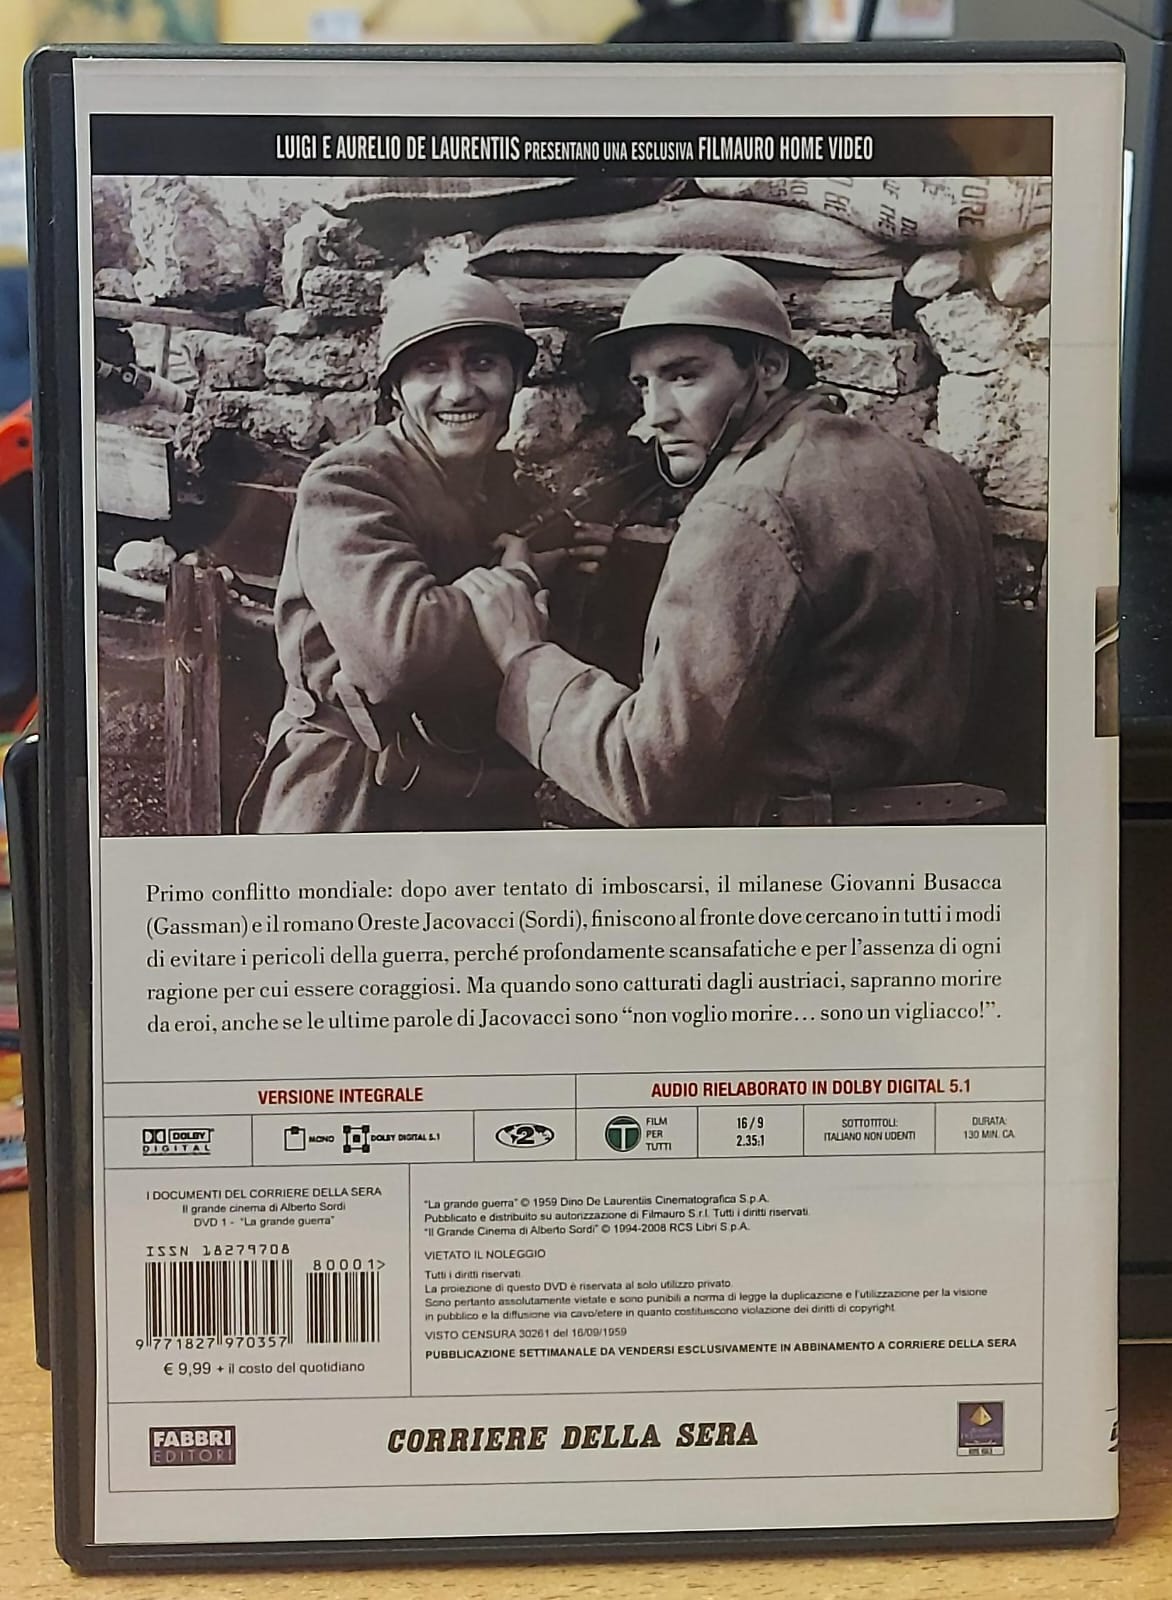 LUIGI E AURELIO DE LAURENTIIS PRESENTANO UNA ESCLUSIVA FILMAURO HOME VIDEO
Primo conflitto mondiale: dopo aver tentato di imboscarsi, il milanese Giovanni Busacca
(Gassman) e il romano Oreste Jacovacci (Sordi), finiscono al fronte dove cercano in tutti i modi
di evitare i pericoli della guerra, perché profondamente scansafatiche e per l'assenza di ogni
ragione per cui essere coraggiosi. Ma quando sono catturati dagli austriaci, sapranno morire
da eroi, anche se le ultime parole di Jacovacci sono “non voglio morire... sono un vigliacco!”.
VERSIONE INTEGRALE
AUDIO RIELABORATO IN DOLBY DIGITAL 5.1
DOLBY
DIGITAL
MONO
DOLBY DIGITAL 5.1
2
T
FILM
PER
TUTTI
16/9
2.35:1
SOTTOTITOLI:
ITALIANO NON UDENTI
DURATA:
130 MIN. CA.
I DOCUMENTI DEL CORRIERE DELLA SERA
Il grande cinema di Alberto Sordi
DVD 1 - “La grande guerra”
ISSN 18279708
80001>
9 771827 970357
€ 9,99 + il costo del quotidiano
“La grande guerra” © 1959 Dino De Laurentiis Cinematografica S.p.A.
Pubblicato e distribuito su autorizzazione di Filmauro S.r.l. Tutti i diritti riservati.
“Il Grande Cinema di Alberto Sordi” © 1994-2008 RCS Libri S.p.A.
VIETATO IL NOLEGGIO
Tutti i diritti riservati.
La proiezione di questo DVD è riservata al solo utilizzo privato.
Sono pertanto assolutamente vietate e sono punibili a norma di legge la duplicazione e l'utilizzazione per la visione
in pubblico e la diffusione via cavo/etere in quanto costituiscono violazione dei diritti di copyright.
VISTO CENSURA 30261 del 16/09/1959
PUBBLICAZIONE SETTIMANALE DA VENDERSI ESCLUSIVAMENTE IN ABBINAMENTO A CORRIERE DELLA SERA
FABBRI
EDITORI
CORRIERE DELLA SERA